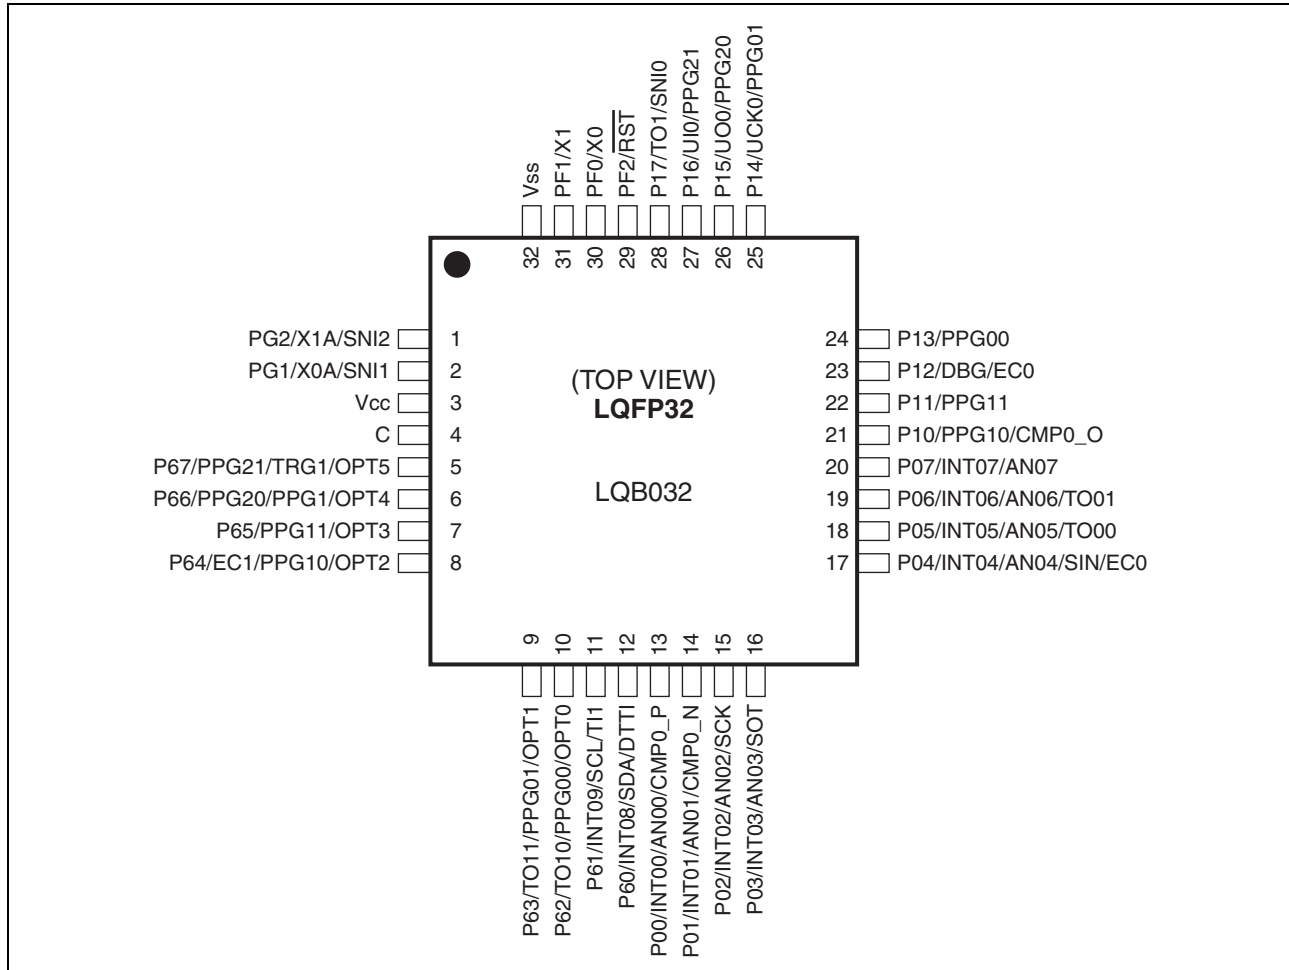 Vss
PF1/X1
PF0/X0
PF2/RST
P17/TO1/SNI0
P16/UI0/PPG21
P15/UO0/PPG20
P14/UCK0/PPG01
32
31
30
29
28
27
26
25
PG2/X1A/SNI2 1
PG1/X0A/SNI1 2
Vcc 3
C 4
P67/PPG21/TRG1/OPT5 5
P66/PPG20/PPG1/OPT4 6
P65/PPG11/OPT3 7
P64/EC1/PPG10/OPT2 8
(TOP VIEW)
LQFP32
LQB032
24 P13/PPG00
23 P12/DBG/EC0
22 P11/PPG11
21 P10/PPG10/CMP0_O
20 P07/INT07/AN07
19 P06/INT06/AN06/TO01
18 P05/INT05/AN05/TO00
17 P04/INT04/AN04/SIN/EC0
9
10
11
12
13
14
15
16
P63/TO11/PPG01/OPT1
P62/TO10/PPG00/OPT0
P61/INT09/SCL/TI1
P60/INT08/SDA/DTTI
P00/INT00/AN00/CMP0_P
P01/INT01/AN01/CMP0_N
P02/INT02/AN02/SCK
P03/INT03/AN03/SOT